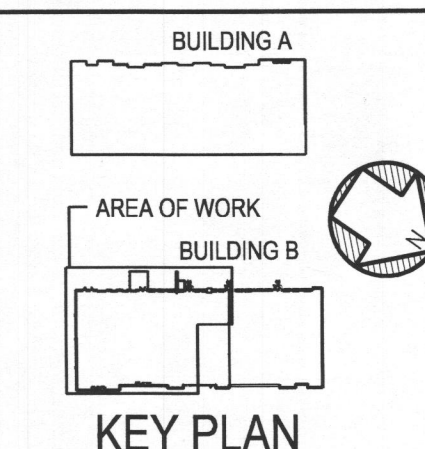 BUILDING A
AREA OF WORK
BUILDING B
N
KEY PLAN